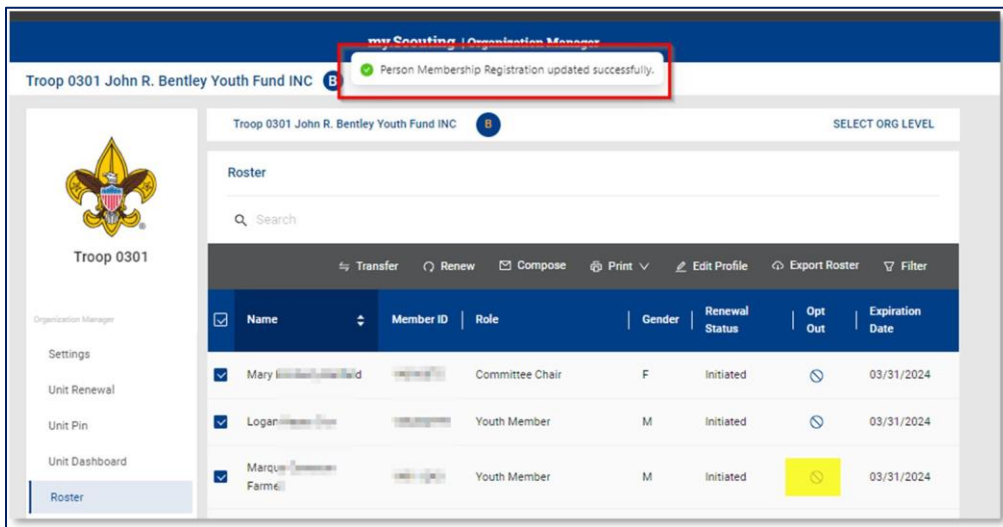 my.Scouting | Organization Manager
Person Membership Registration updated successfully.
Troop 0301 John R. Bentley Youth Fund INC B
Troop 0301 John R. Bentley Youth Fund INC B SELECT ORG LEVEL
Troop 0301
Roster
Search
Transfer Renew Compose Print Edit Profile Export Roster Filter
Name Member ID Role Gender Renewal Status Opt Out Expiration Date
Mary Committee Chair F Initiated 03/31/2024
Logan Youth Member M Initiated 03/31/2024
Youth Member M Initiated 03/31/2024
Organization Manager
Settings
Unit Renewal
Unit Pin
Unit Dashboard
Roster